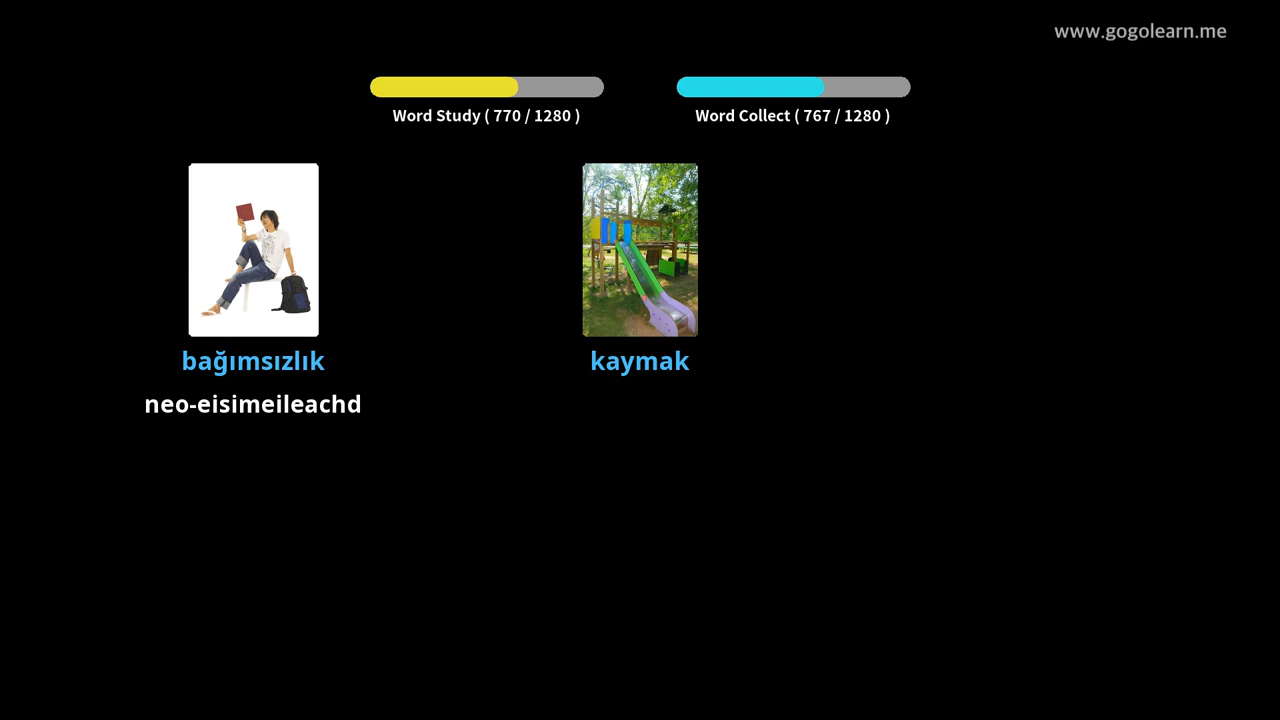 www.gogolearn.me
Word Study ( 770 / 1280 )
Word Collect ( 767 / 1280 )
bağımsızlık
kaymak
neo-eisimeileachd